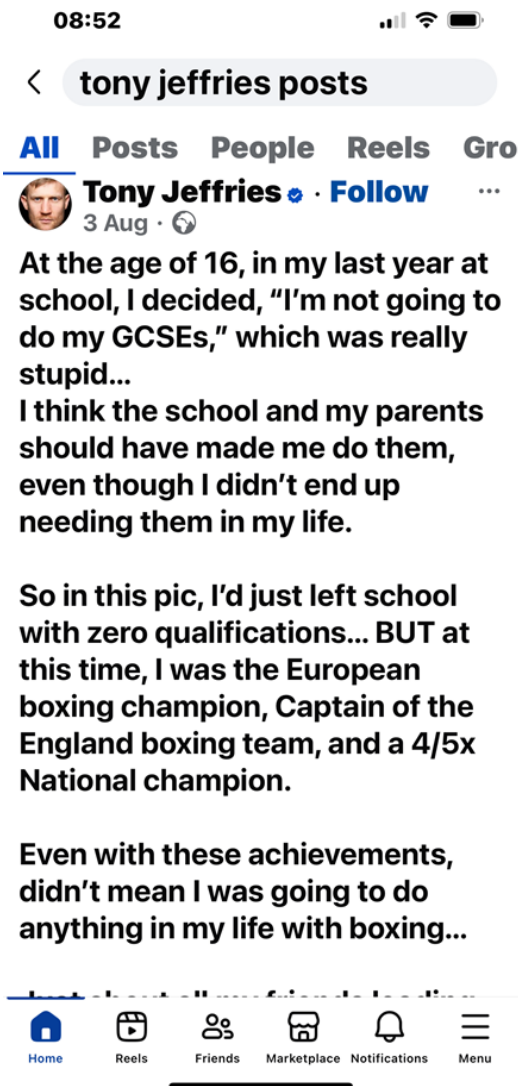 08:52
tony jeffries posts
All Posts People Reels Gro
Tony Jeffries · Follow
3 Aug ·
At the age of 16, in my last year at
school, I decided, “I’m not going to
do my GCSEs,” which was really
stupid...
I think the school and my parents
should have made me do them,
even though I didn’t end up
needing them in my life.
So in this pic, I’d just left school
with zero qualifications... BUT at
this time, I was the European
boxing champion, Captain of the
England boxing team, and a 4/5x
National champion.
Even with these achievements,
didn’t mean I was going to do
anything in my life with boxing...
Home Reels Friends Marketplace Notifications Menu